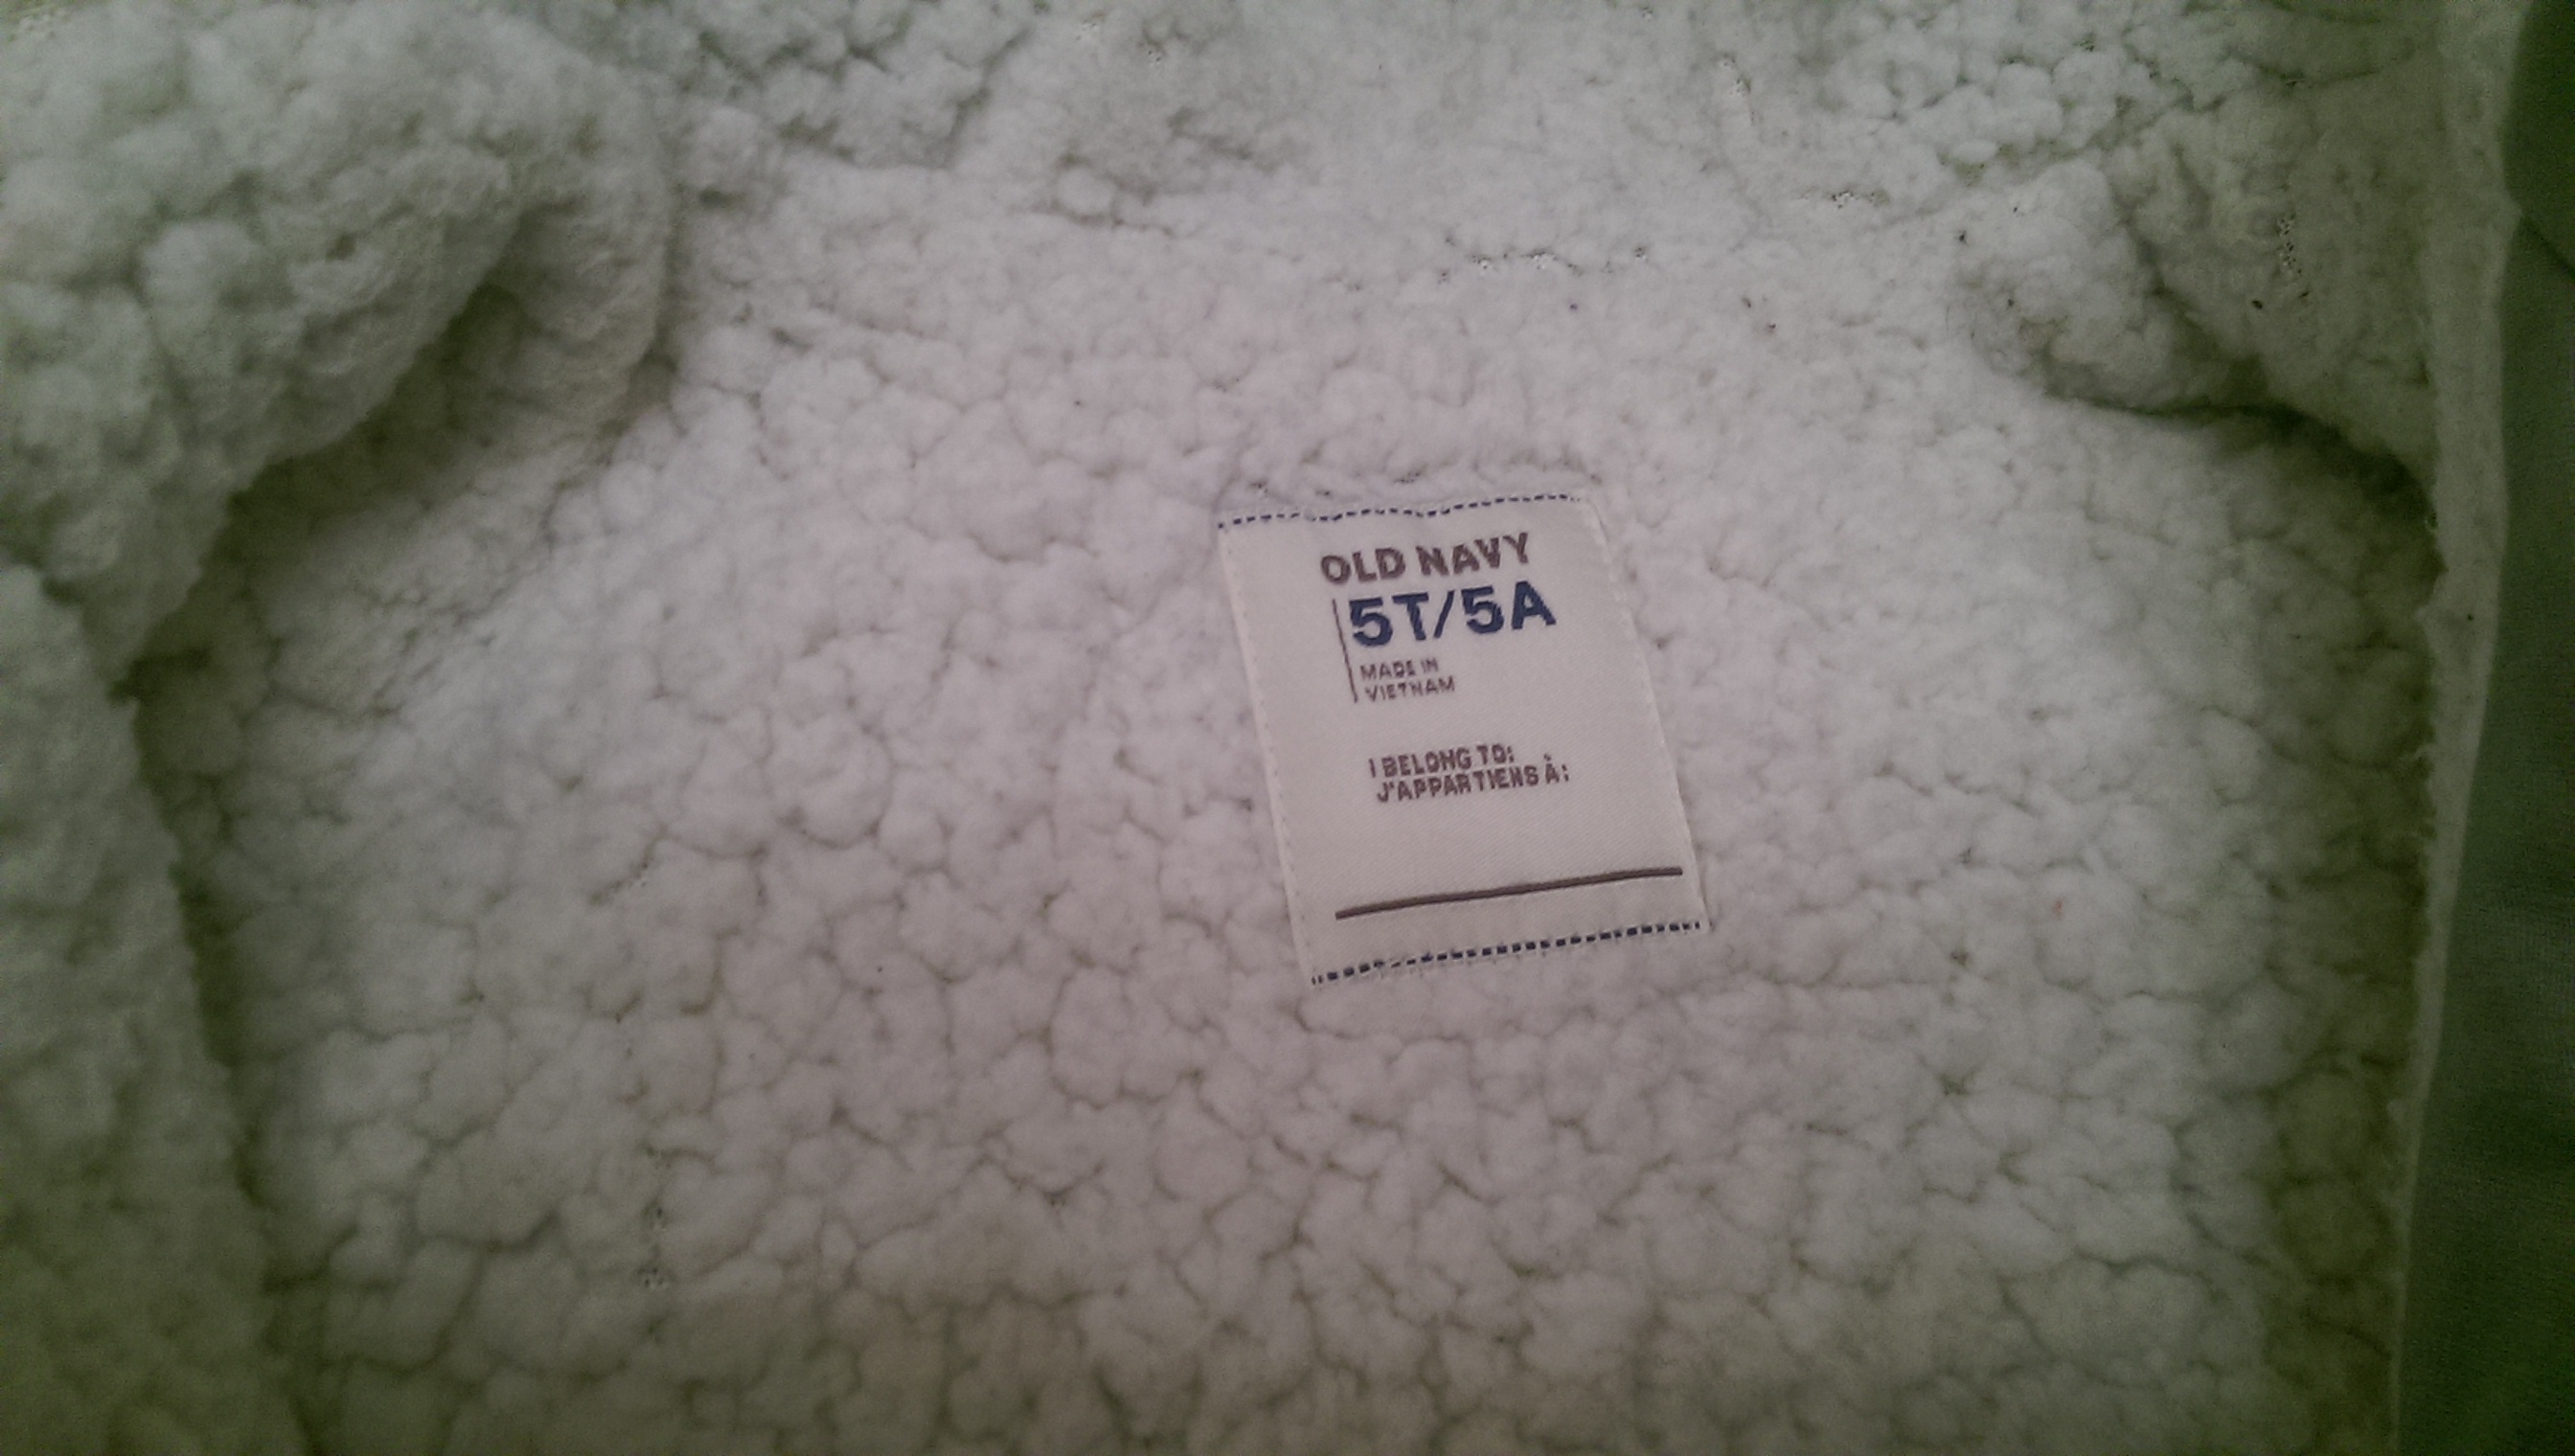 OLD NAVY
5T/5A
MADE IN
VIETNAM
I BELONG TO:
J'APPARTIENS À: